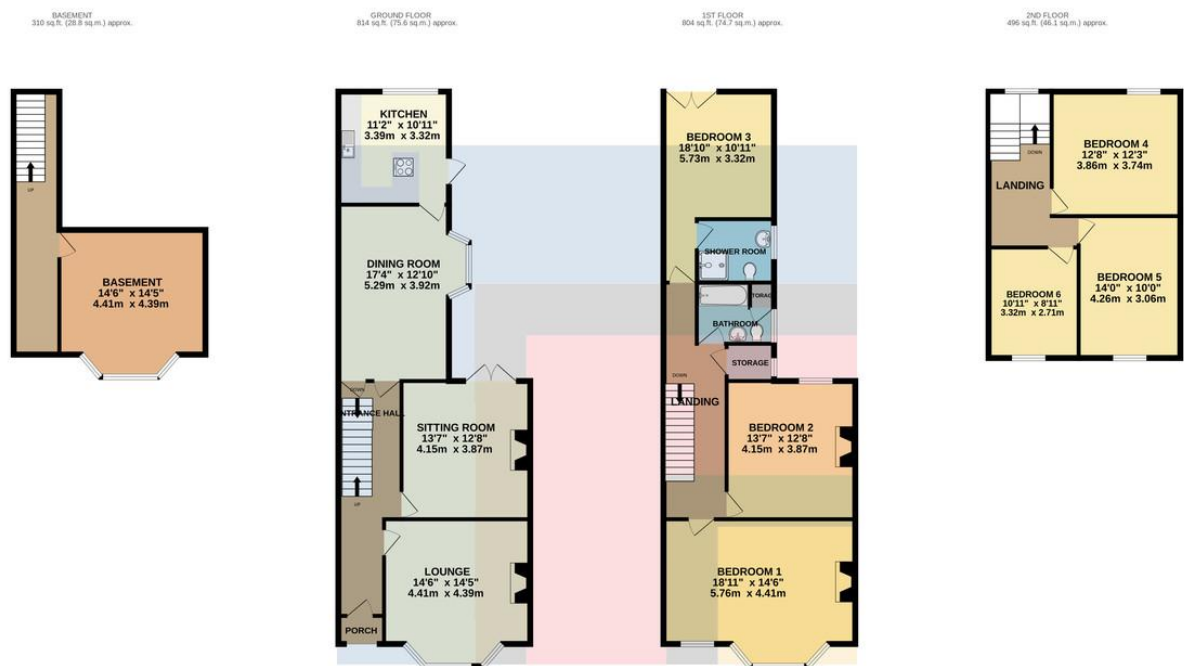 BASEMENT
310 sq.ft. (28.8 sq.m.) approx.
GROUND FLOOR
814 sq.ft. (75.6 sq.m.) approx.
1ST FLOOR
804 sq.ft. (74.7 sq.m.) approx.
2ND FLOOR
496 sq.ft. (46.1 sq.m.) approx.
UP
BASEMENT
14'6" x 14'5"
4.41m x 4.39m
KITCHEN
11'2" x 10'11"
3.39m x 3.32m
DINING ROOM
17'4" x 12'10"
5.29m x 3.92m
DOWN
NTRANCE HALL
UP
SITTING ROOM
13'7" x 12'8"
4.15m x 3.87m
LOUNGE
14'6" x 14'5"
4.41m x 4.39m
PORCH
BEDROOM 3
18'10" x 10'11"
5.73m x 3.32m
SHOWER ROOM
TORAG
BATHROOM
STORAGE
DOWN
LANDING
BEDROOM 2
13'7" x 12'8"
4.15m x 3.87m
BEDROOM 1
18'11" x 14'6"
5.76m x 4.41m
DOWN
LANDING
BEDROOM 4
12'8" x 12'3"
3.86m x 3.74m
BEDROOM 5
14'0" x 10'0"
4.26m x 3.06m
BEDROOM 6
10'11" x 8'11"
3.32m x 2.71m